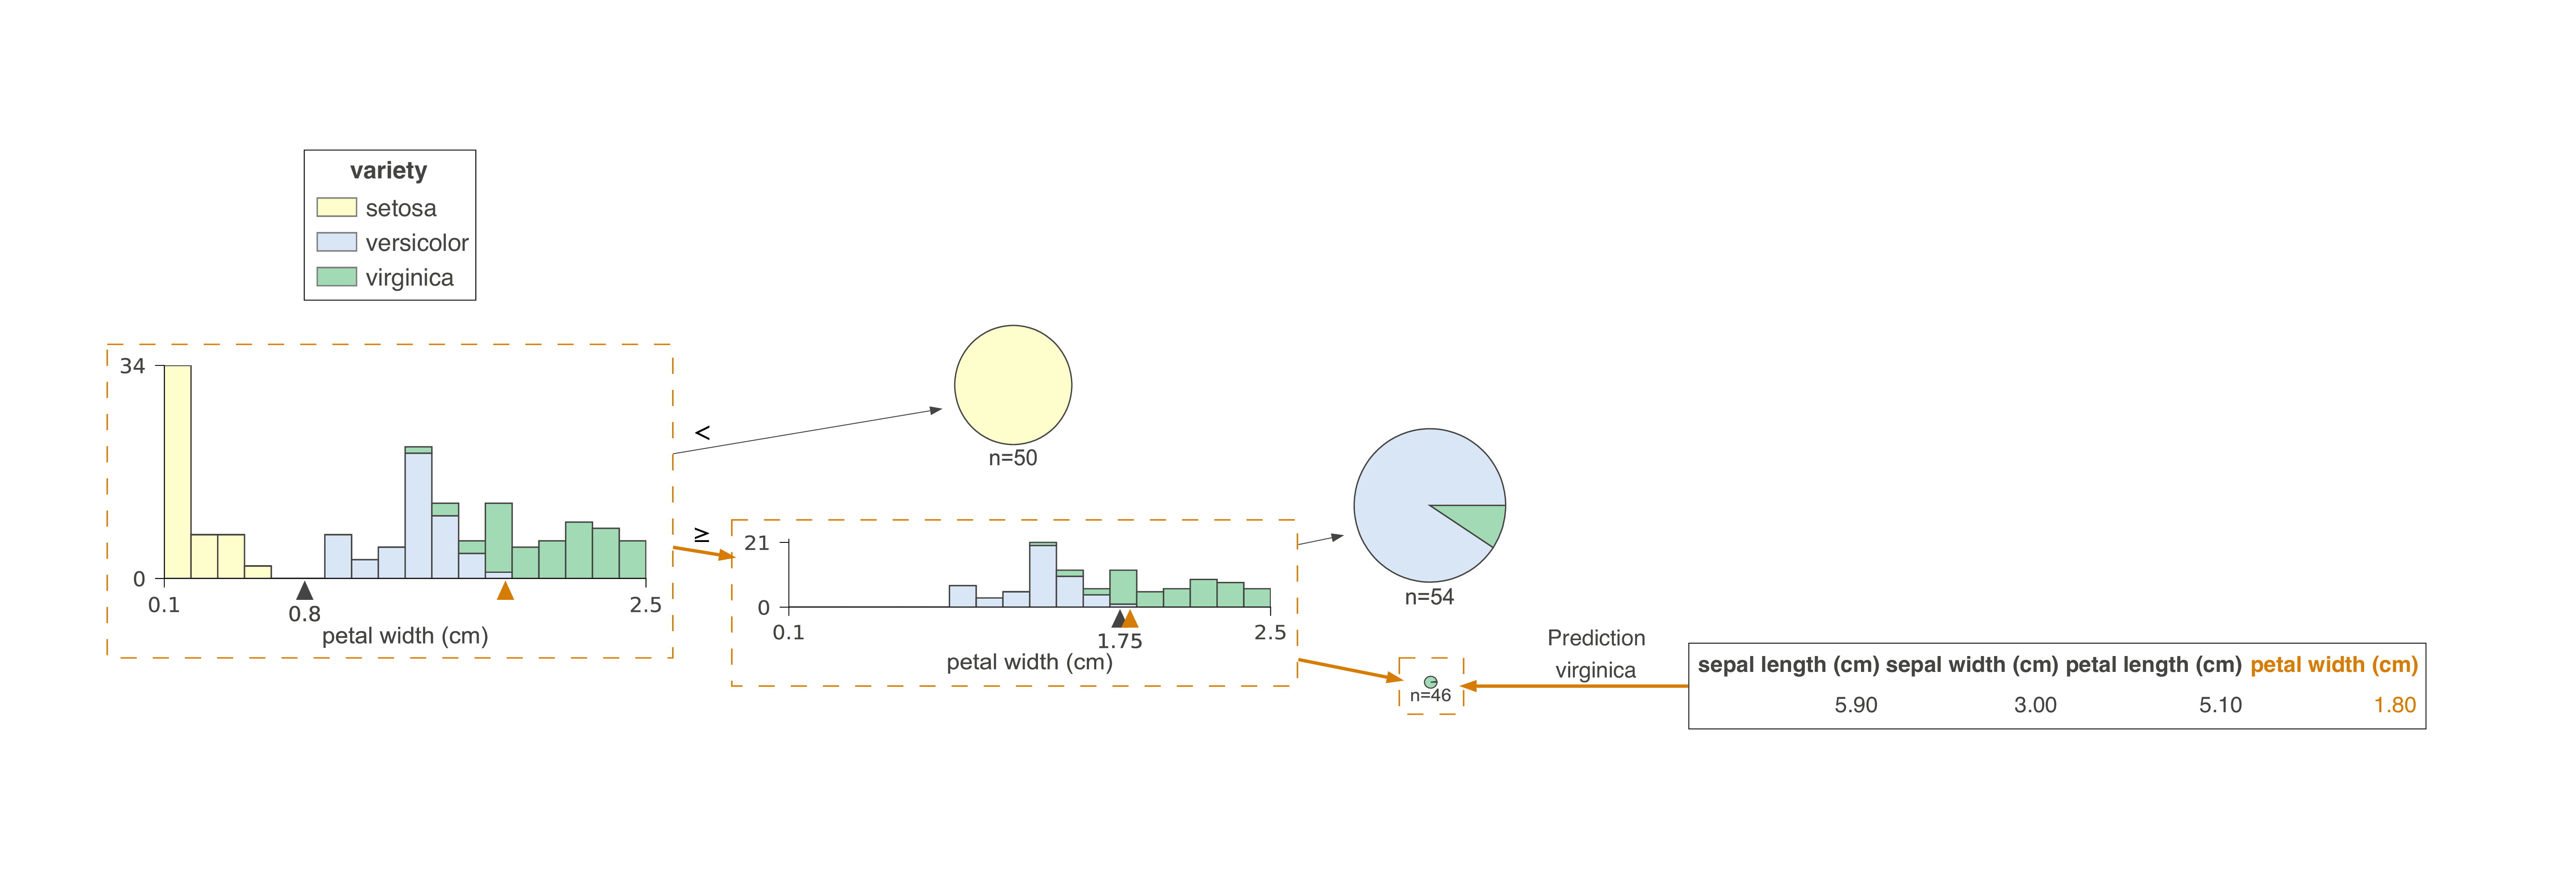 variety
setosa
versicolor
virginica
34
0
0.1
0.8
2.5
petal width (cm)
<
≥
n=50
21
0
0.1
1.75
2.5
petal width (cm)
n=54
n=46
Prediction
virginica
sepal length (cm) sepal width (cm) petal length (cm) petal width (cm)
5.90 3.00 5.10 1.80